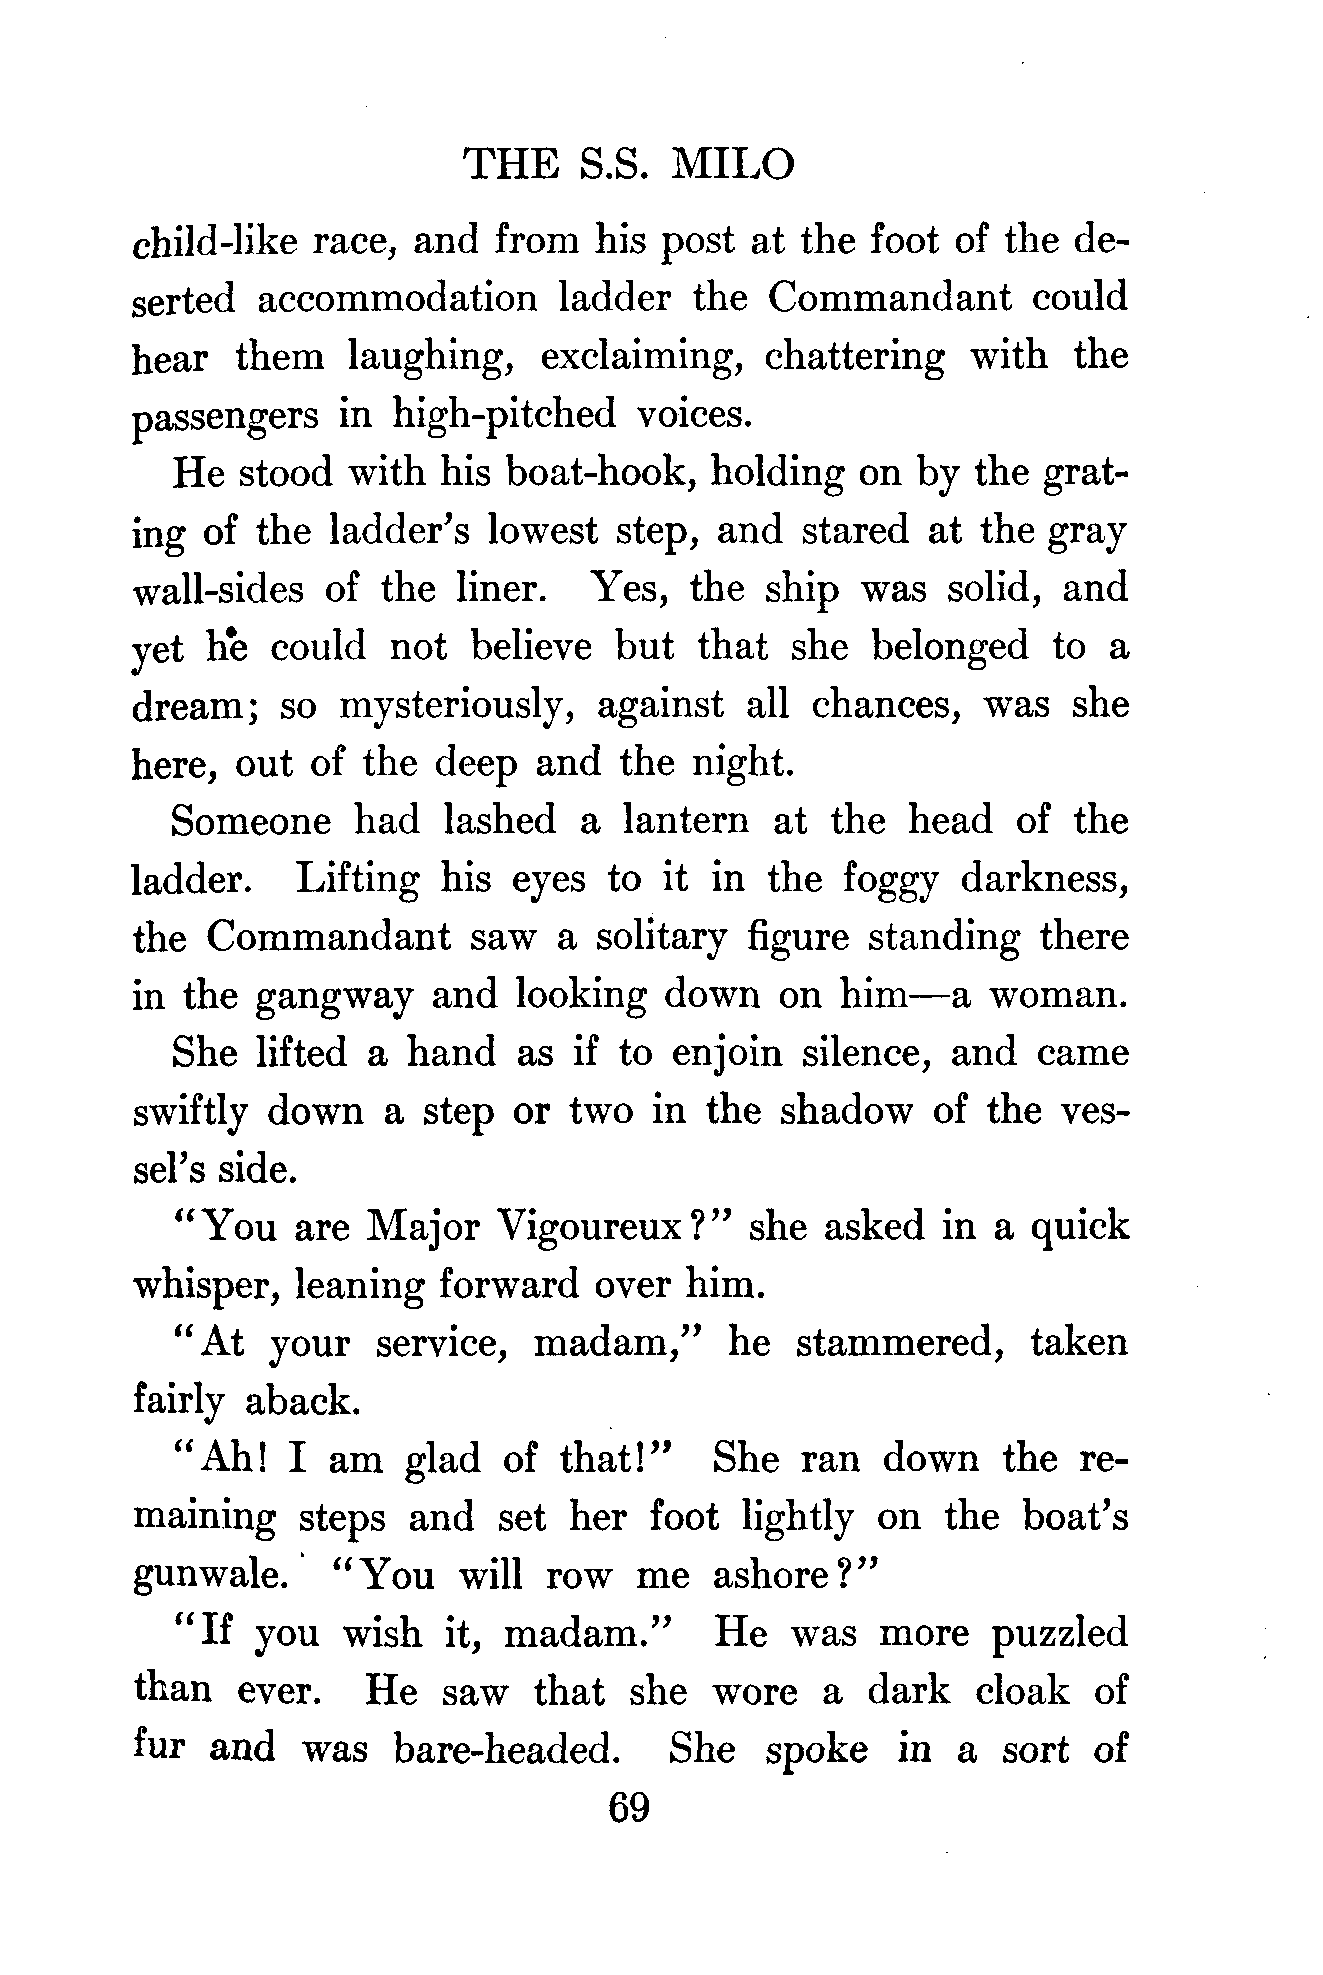 THE S.S. MILO
child-like race, and from his post at the foot of the de-
serted accommodation ladder the Commandant could
hear them laughing, exclaiming, chattering with the
passengers in high-pitched voices.
He stood with his boat-hook, holding on by the grat-
ing of the ladder's lowest step, and stared at the gray
wall-sides of the liner. Yes, the ship was solid, and
yet he could not believe but that she belonged to a
dream; so mysteriously, against all chances, was she
here, out of the deep and the night.
Someone had lashed a lantern at the head of the
ladder. Lifting his eyes to it in the foggy darkness,
the Commandant saw a solitary figure standing there
in the gangway and looking down on him—a woman.
She lifted a hand as if to enjoin silence, and came
swiftly down a step or two in the shadow of the ves-
sel's side.
"You are Major Vigoureux?" she asked in a quick
whisper, leaning forward over him.
"At your service, madam," he stammered, taken
fairly aback.
"Ah! I am glad of that!" She ran down the re-
maining steps and set her foot lightly on the boat's
gunwale. "You will row me ashore?"
"If you wish it, madam." He was more puzzled
than ever. He saw that she wore a dark cloak of
fur and was bare-headed. She spoke in a sort of
69